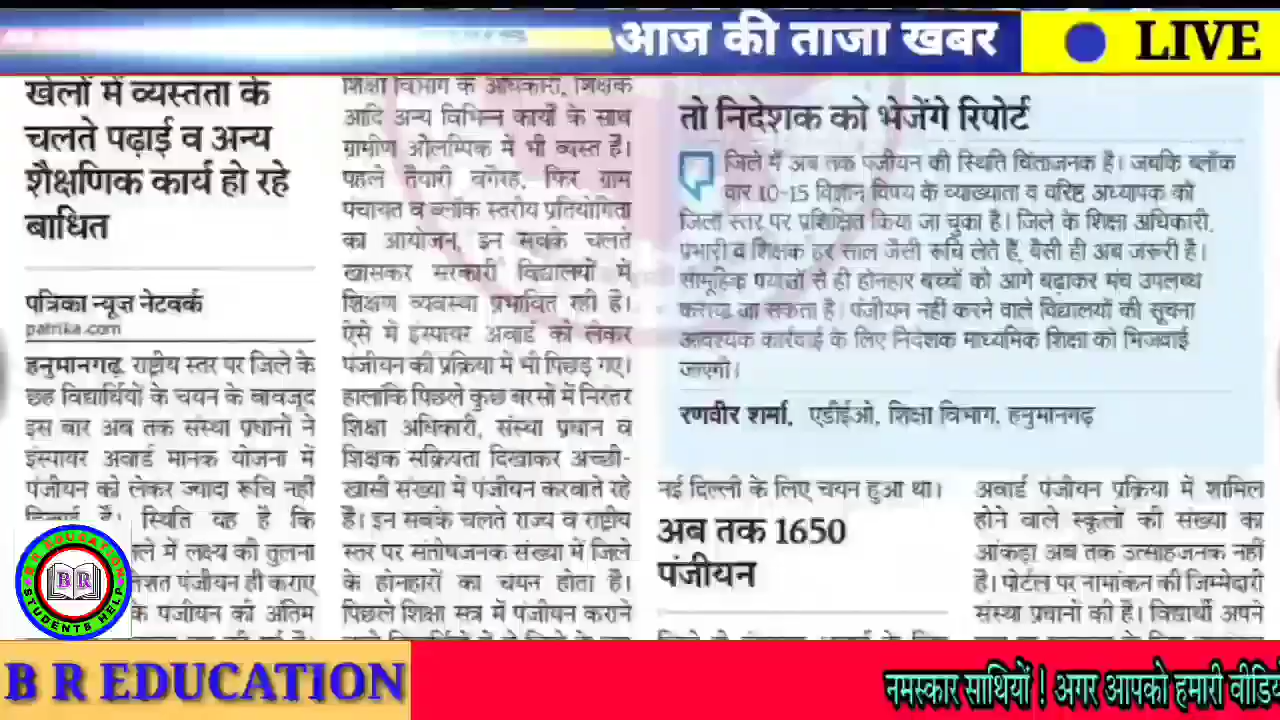 आज की ताजा खबर
LIVE
खेलों में व्यस्तता के
चलते पढ़ाई व अन्य
शैक्षणिक कार्य हो रहे
बाधित
पत्रिका न्यूज नेटवर्क
patrika.com
हनुमानगढ़. राष्ट्रीय स्तर पर जिले के
छह विद्यार्थियों के चयन के बावजूद
इस बार अब तक संस्था प्रधानों ने
इंस्पायर अवार्ड मानक योजना में
पंजीयन को लेकर ज्यादा रूचि नहीं
है। स्थिति यह है कि
में लक्ष्य की तुलना
पंजीयन ही कराए
के पंजीयन की अंतिम
शिक्षा विभाग के अधिकारी, शिक्षक
आदि अन्य विभिन्न कार्यों के साथ
ग्रामीण ओलम्पिक में भी व्यस्त है।
पहले तैयारी वगैरह, फिर ग्राम
पंचायत व ब्लॉक स्तरीय प्रतियोगिता
का आयोजन, इन सबके चलते
खासकर सरकारी विद्यालयों में
शिक्षण व्यवस्था प्रभावित रही है।
ऐसे में इंस्पायर अवार्ड को लेकर
पंजीयन की प्रक्रिया में भी पिछड़ गए।
हालांकि पिछले कुछ बरसों में निरंतर
शिक्षा अधिकारी, संस्था प्रधान व
शिक्षक सक्रियता दिखाकर अच्छी-
खासी संख्या में पंजीयन करवाते रहे
है। इन सबके चलते राज्य व राष्ट्रीय
स्तर पर संतोषजनक संख्या में जिले
के होनहारों का चयन होता है।
पिछले शिक्षा सत्र में पंजीयन कराने
तो निदेशक को भेजेंगे रिपोर्ट
जिले में अब तक पंजीयन की स्थिति चिंताजनक है। जबकि ब्लॉक
वार 10-15 विज्ञान विषय के व्याख्याता व वरिष्ठ अध्यापक को
जिला स्तर पर प्रशिक्षित किया जा चुका है। जिले के शिक्षा अधिकारी,
प्रभारी व शिक्षक हर साल जैसी रूचि लेते हैं, वैसी ही अब जरूरी है।
सामूहिक प्रयासों से ही होनहार बच्चों को आगे बढ़ाकर मंच उपलब्ध
कराया जा सकता है। पंजीयन नहीं करने वाले विद्यालयों की सूचना
आवश्यक कार्रवाई के लिए निदेशक माध्यमिक शिक्षा को भिजवाई
जाएगी।
रणवीर शर्मा, एडीईओ, शिक्षा विभाग, हनुमानगढ़
नई दिल्ली के लिए चयन हुआ था।
अब तक 1650
पंजीयन
अवार्ड पंजीयन प्रक्रिया में शामिल
होने वाले स्कूलों की संख्या का
आंकड़ा अब तक उत्साहजनक नहीं
है। पोर्टल पर नामांकन की जिम्मेदारी
संस्था प्रधानों की है। विद्यार्थी अपने
B R EDUCATION
B R
STUDENTS HELP
B R EDUCATION
नमस्कार साथियों ! अगर आपको हमारी वीडियो